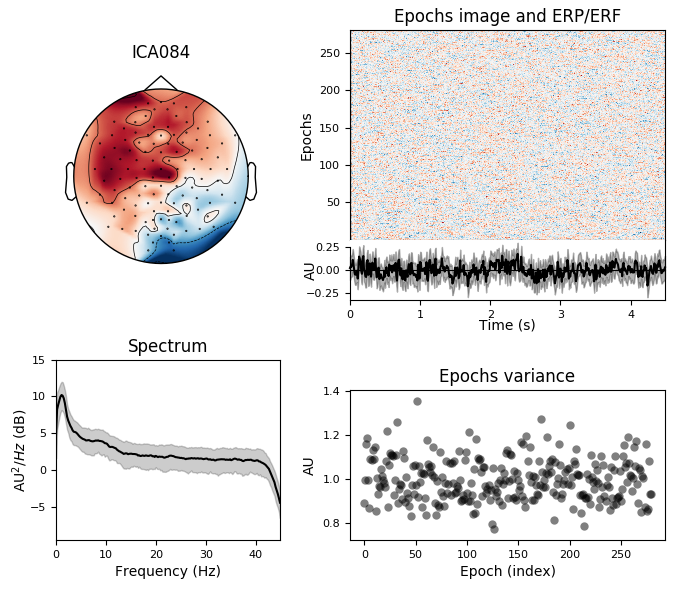 ICA084
Epochs image and ERP/ERF
Epochs
250
200
150
100
50
AU
0.25
0.00
−0.25
0 1 2 3 4
Time (s)
Spectrum
AU²/Hz (dB)
15
10
5
0
−5
0 10 20 30 40
Frequency (Hz)
Epochs variance
AU
1.4
1.2
1.0
0.8
0 50 100 150 200 250
Epoch (index)